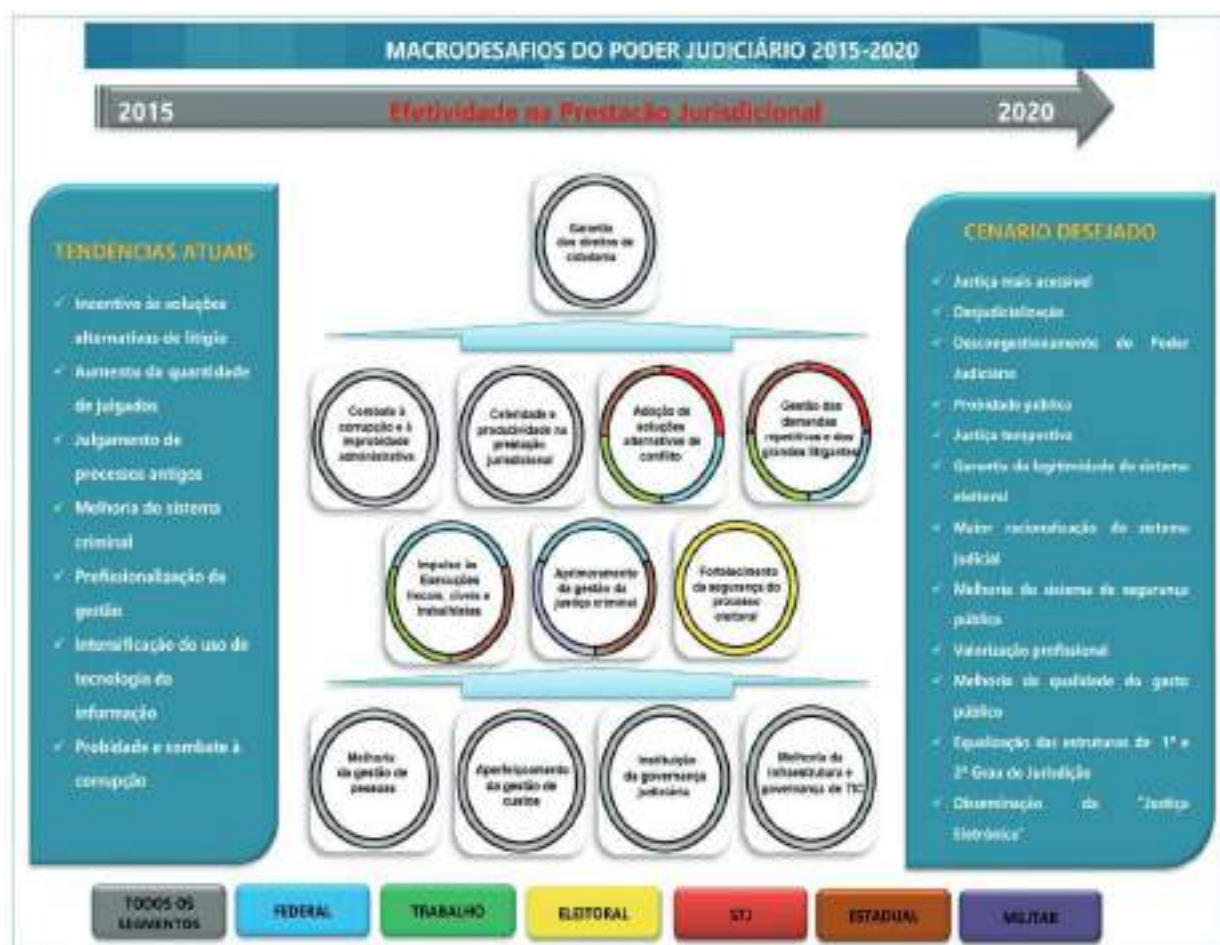 MACRODESAFIOS DO PODER JUDICIÁRIO 2015-2020
2015
Efetividade na Prestação Jurisdicional
2020
TENDÊNCIAS ATUAIS
✓ Incentivo às soluções
alternativas de litígio
✓ Aumento da quantidade
de julgados
✓ Julgamento de
processos antigos
✓ Melhoria do sistema
criminal
✓ Profissionalização da
gestão
✓ Intensificação do uso de
tecnologia da
informação
✓ Probidade e combate à
corrupção
Garantia
dos direitos de
cidadania
Combate à
corrupção e à
improbidade
administrativa
Celeridade e
produtividade na
prestação
jurisdicional
Adoção de
soluções
alternativas de
conflito
Gestão das
demandas
repetitivas e dos
grandes litigantes
Impulso às
Execuções
fiscais, cíveis e
trabalhistas
Aprimoramento
da gestão da
justiça criminal
Fortalecimento
da segurança do
processo
eleitoral
Melhoria
da gestão de
pessoas
Aperfeiçoamento
da gestão de
custos
Instituição
da governança
judiciária
Melhoria da
Infraestrutura e
governança de TIC
CENÁRIO DESEJADO
✓ Justiça mais acessível
✓ Desjudicialização
✓ Descongestionamento do Poder
Judiciário
✓ Probidade pública
✓ Justiça tempestiva
✓ Garantia da legitimidade do sistema
eleitoral
✓ Maior racionalização do sistema
judicial
✓ Melhoria do sistema de segurança
público
✓ Valorização profissional
✓ Melhoria da qualidade do gasto
público
✓ Equalização das estruturas de 1º e
2º Grau de Jurisdição
✓ Disseminação da "Justiça
Eletrônica"
TODOS OS
SEGMENTOS
FEDERAL
TRABALHO
ELEITORAL
STJ
ESTADUAL
MILITAR